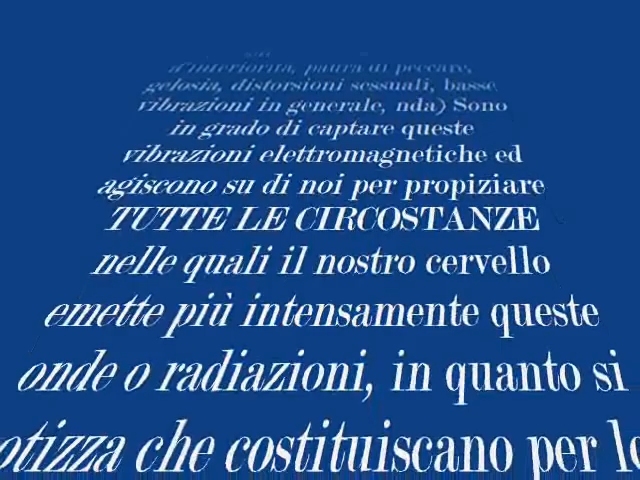 d'interiorità, paura di peccare,
gelosia, distorsioni sessuali, basse
vibrazioni in generale, nda) Sono
in grado di captare queste
vibrazioni elettromagnetiche ed
agiscono su di noi per propiziare
TUTTE LE CIRCOSTANZE
nelle quali il nostro cervello
emette più intensamente queste
onde o radiazioni, in quanto si
otizza che costituiscano per lo